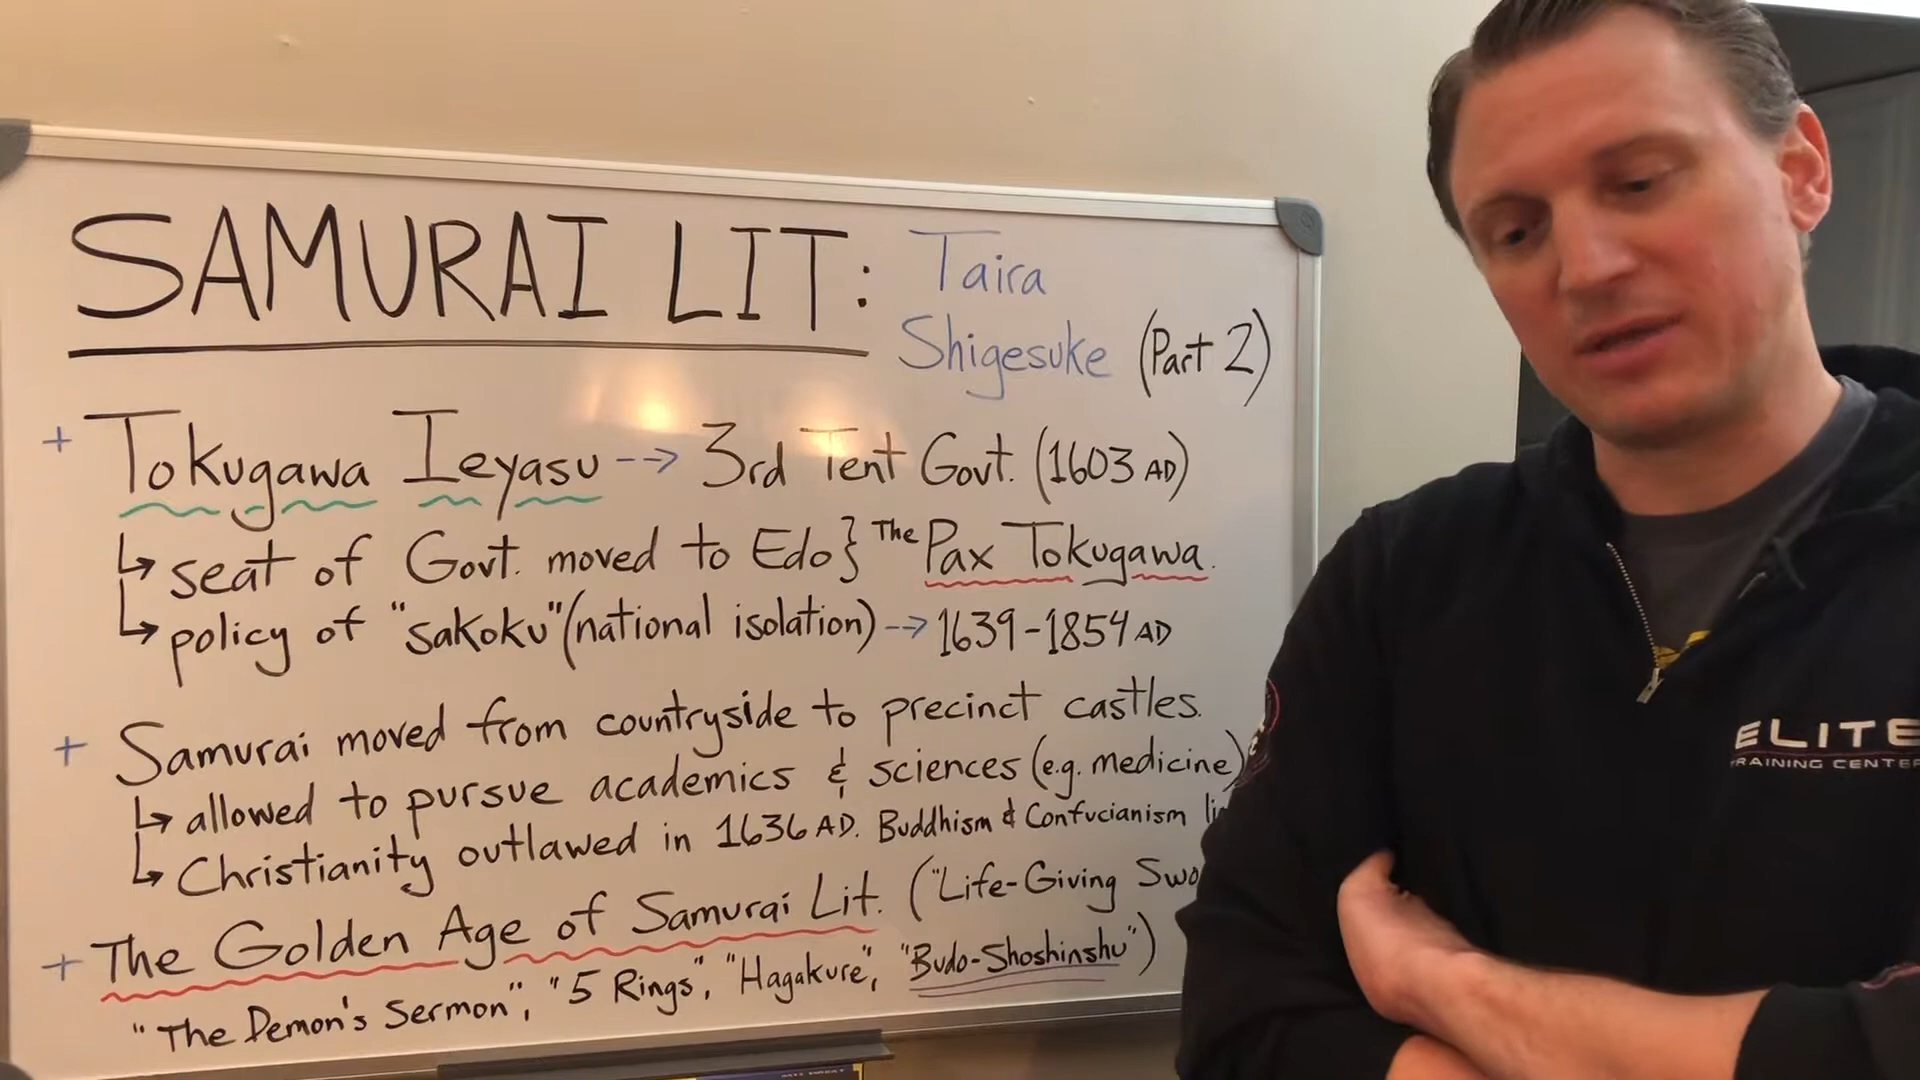 SAMURAI LIT: Taira
Shigesuke (Part 2)
+ Tokugawa Ieyasu --> 3rd Tent Govt. (1603 AD)
↳ seat of Govt. moved to Edo} The Pax Tokugawa.
↳ policy of "sakoku" (national isolation) --> 1639-1854 AD
+ Samurai moved from countryside to precinct castles.
↳ allowed to pursue academics & sciences (e.g. medicine)
↳ Christianity outlawed in 1636 AD. Buddhism & Confucianism
+ The Golden Age of Samurai Lit. ("Life-Giving
"The Demon's Sermon", "5 Rings", "Hagakure", "Budo-Shoshinshu")
ELITE
TRAINING CENTER